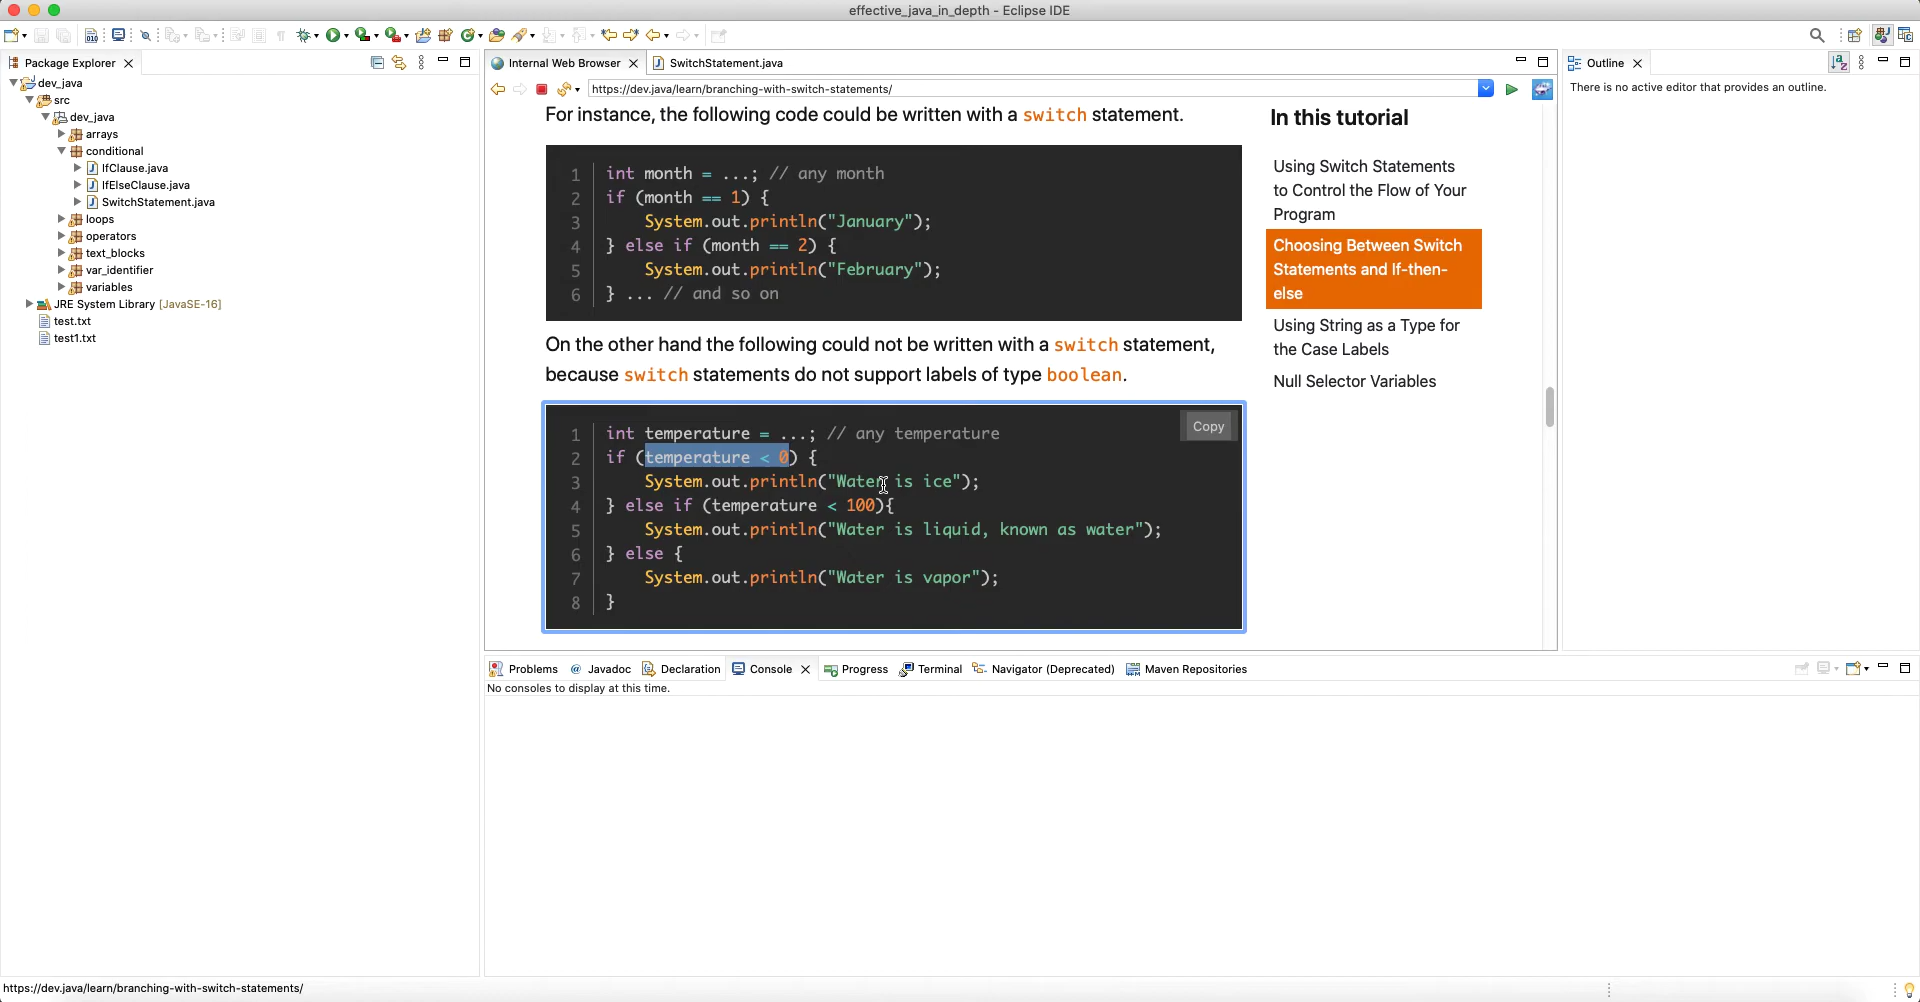 effective_java_in_depth - Eclipse IDE
Package Explorer
Internal Web Browser
SwitchStatement.java
Outline
https://dev.java/learn/branching-with-switch-statements/
There is no active editor that provides an outline.
dev_java
src
dev_java
arrays
conditional
IfClause.java
IfElseClause.java
SwitchStatement.java
loops
operators
text_blocks
var_identifier
variables
JRE System Library [JavaSE-16]
test.txt
test1.txt
For instance, the following code could be written with a switch statement.
1 int month = ...; // any month
2 if (month == 1) {
3 System.out.println("January");
4 } else if (month == 2) {
5 System.out.println("February");
6 } ... // and so on
On the other hand the following could not be written with a switch statement,
because switch statements do not support labels of type boolean.
Copy
1 int temperature = ...; // any temperature
2 if (temperature < 0) {
3 System.out.println("Water is ice");
4 } else if (temperature < 100){
5 System.out.println("Water is liquid, known as water");
6 } else {
7 System.out.println("Water is vapor");
8 }
In this tutorial
Using Switch Statements
to Control the Flow of Your
Program
Choosing Between Switch
Statements and If-then-
else
Using String as a Type for
the Case Labels
Null Selector Variables
Problems
@ Javadoc
Declaration
Console
Progress
Terminal
Navigator (Deprecated)
Maven Repositories
No consoles to display at this time.
https://dev.java/learn/branching-with-switch-statements/